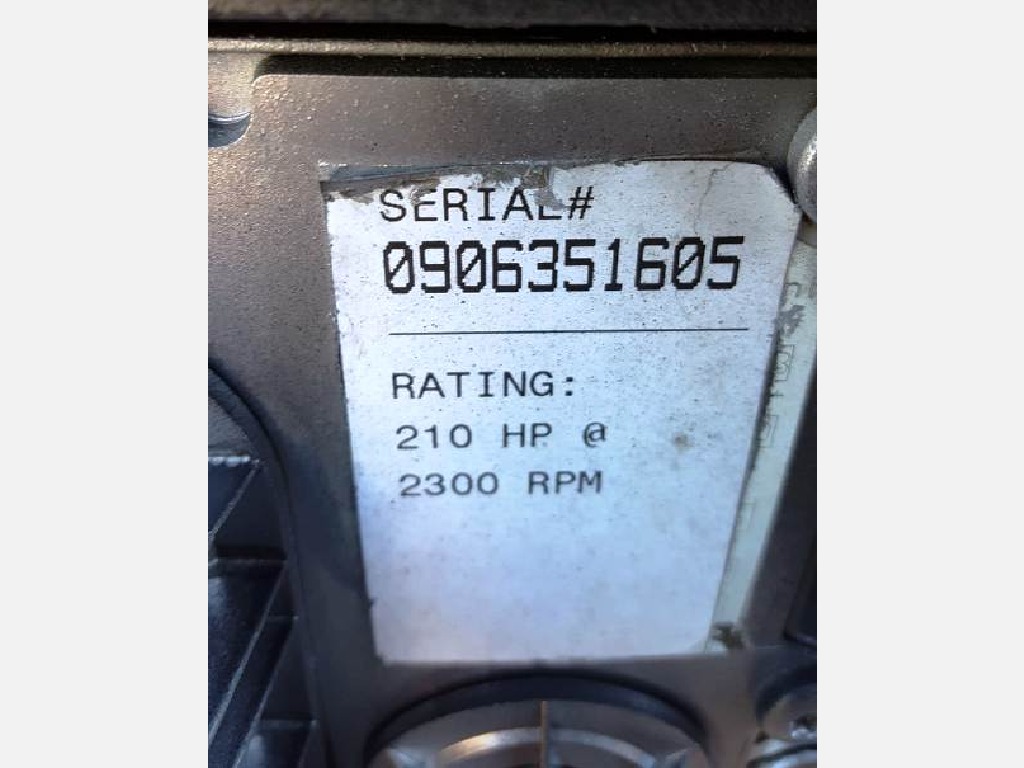 SERIAL#
0906351605
RATING:
210 HP @
2300 RPM